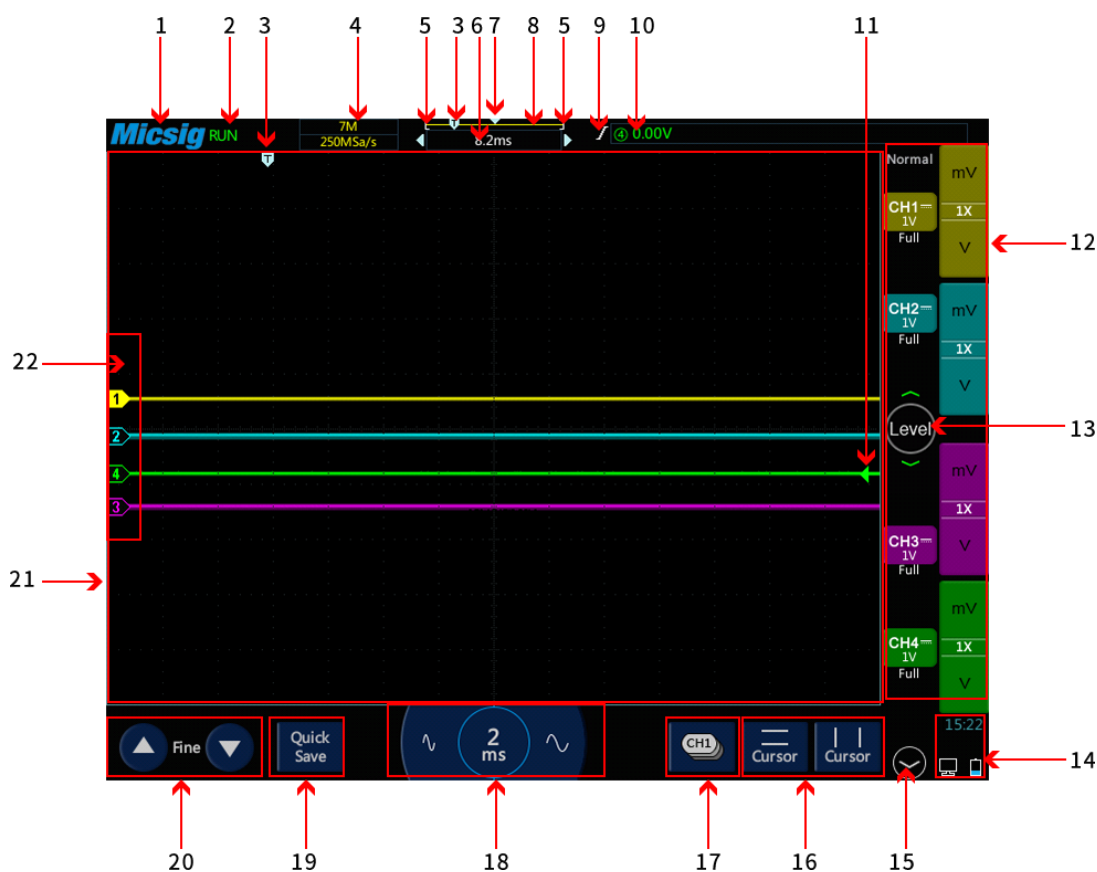 1 2 3 4 5 3 6 7 8 5 9 10 11
Micsig RUN
7M
250MSa/s
T
8.2ms
④ 0.00V
T
Normal
mV
CH1
1V
1X
Full
V
12
CH2
1V
mV
Full
1X
V
22
1
2
4
3
Level
13
mV
1X
CH3
1V
V
Full
21
mV
CH4
1V
1X
Full
V
Fine
Quick
Save
2
ms
CH1
Cursor
Cursor
15:22
14
20 19 18 17 16 15